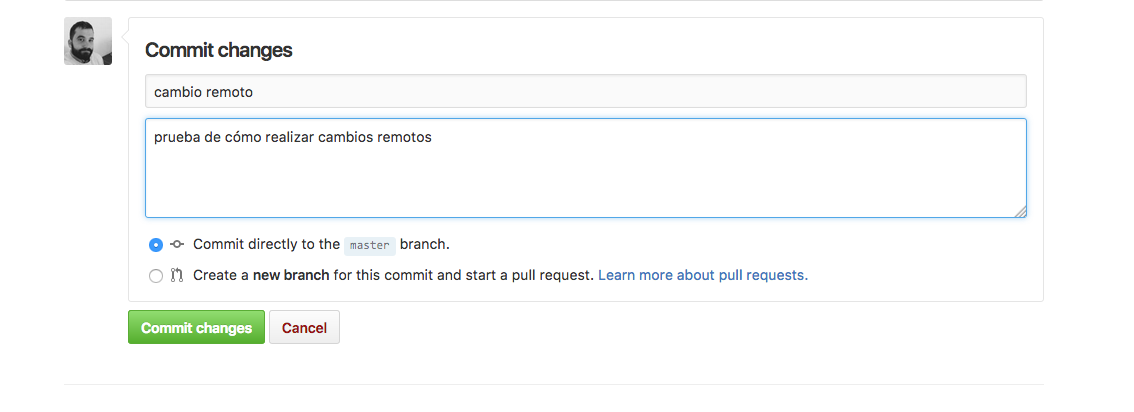 Commit changes
cambio remoto
prueba de cómo realizar cambios remotos
Commit directly to the master branch.
Create a new branch for this commit and start a pull request. Learn more about pull requests.
Commit changes Cancel